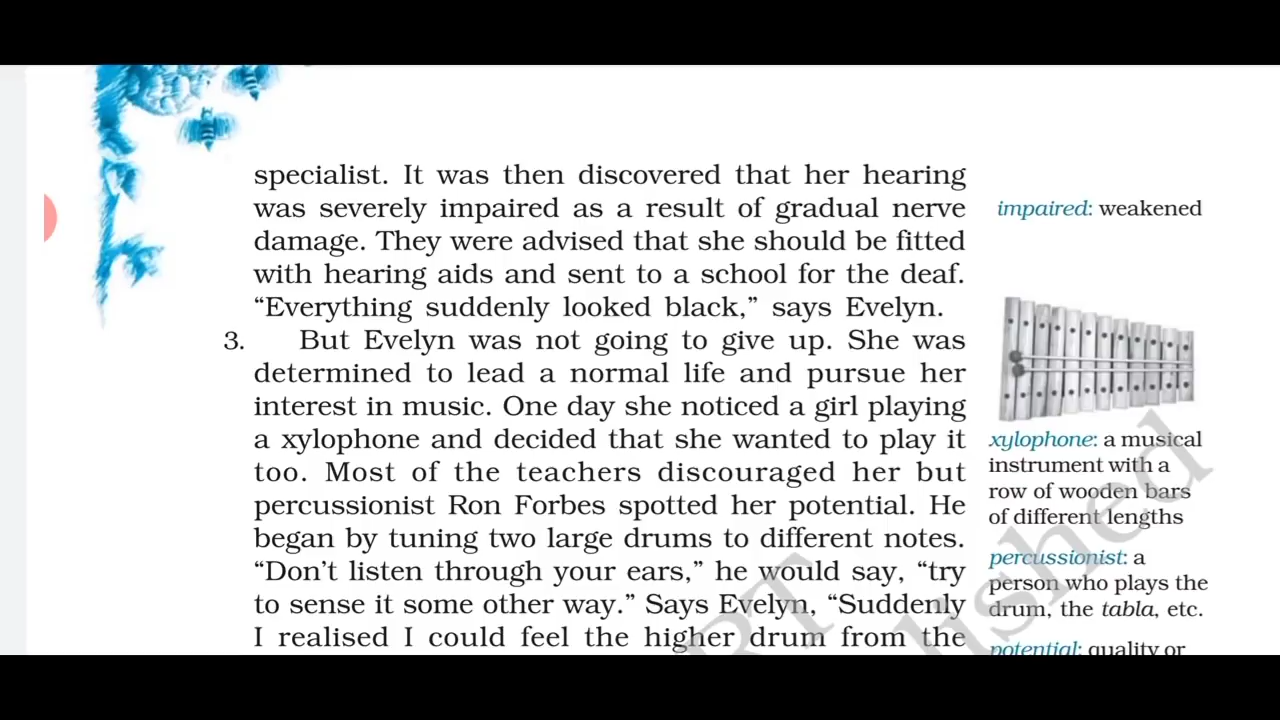 specialist. It was then discovered that her hearing
was severely impaired as a result of gradual nerve
damage. They were advised that she should be fitted
with hearing aids and sent to a school for the deaf.
“Everything suddenly looked black,” says Evelyn.
3. But Evelyn was not going to give up. She was
determined to lead a normal life and pursue her
interest in music. One day she noticed a girl playing
a xylophone and decided that she wanted to play it
too. Most of the teachers discouraged her but
percussionist Ron Forbes spotted her potential. He
began by tuning two large drums to different notes.
“Don’t listen through your ears,” he would say, “try
to sense it some other way.” Says Evelyn, “Suddenly
I realised I could feel the higher drum from the
impaired: weakened
xylophone: a musical
instrument with a
row of wooden bars
of different lengths
percussionist: a
person who plays the
drum, the tabla, etc.
potential: quality or